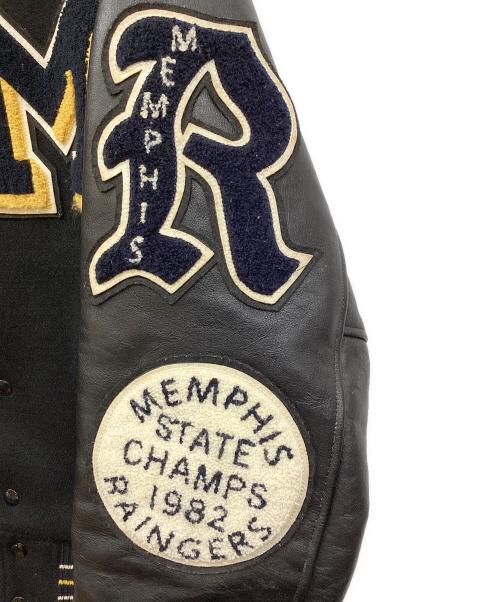 M
R
MEMPHIS
MEMPHIS
STATE
CHAMPS
1982
RAINGERS